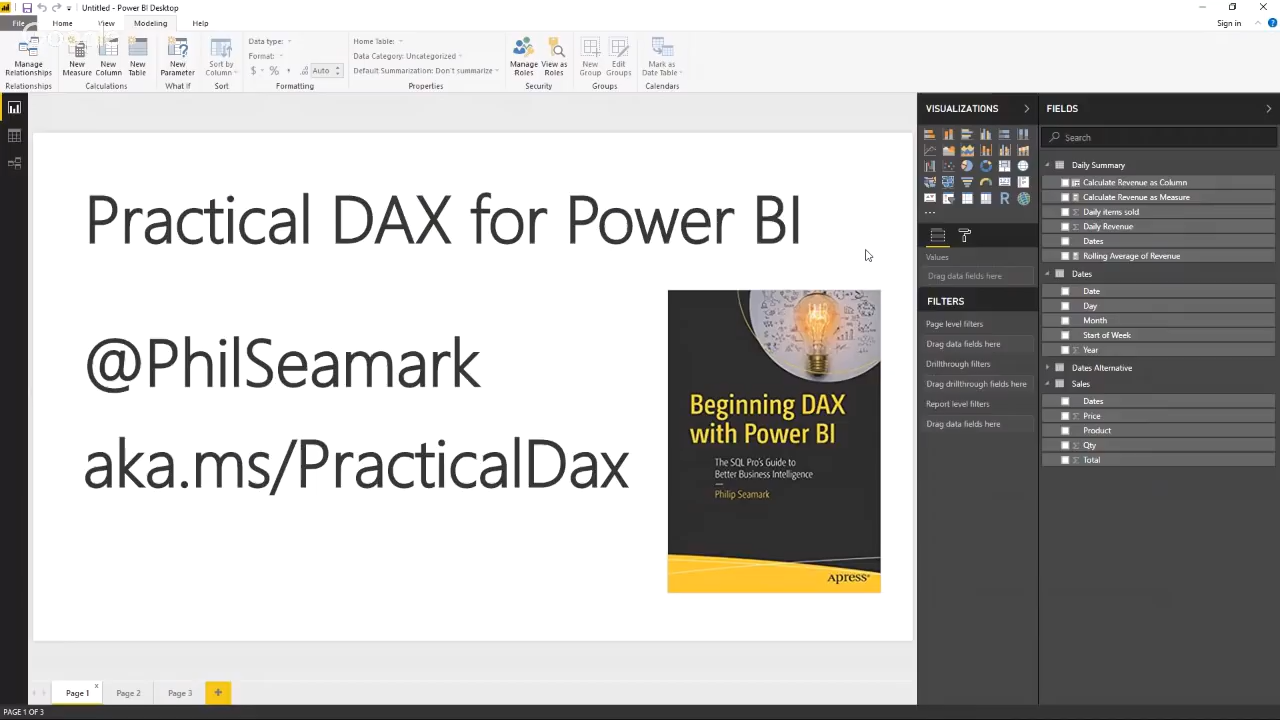 Untitled - Power BI Desktop
File Home View Modeling Help
Sign in
Manage Relationships
New Measure
New Column
New Table
New Parameter
Sort by Column
Data type:
Format:
$ % Auto
Home Table:
Data Category: Uncategorized
Default Summarization: Don't summarize
Manage Roles
View as Roles
New Group
Edit Groups
Mark as Date Table
Relationships
Calculations
What if
Sort
Formatting
Properties
Security
Groups
Calendars
Practical DAX for Power BI
@PhilSeamark
aka.ms/PracticalDax
Beginning DAX
with Power BI
The SQL Pro's Guide to
Better Business Intelligence
Philip Seamark
Apress®
VISUALIZATIONS
R
Values
Drag data fields here
FILTERS
Page level filters
Drag data fields here
Drillthrough filters
Drag drillthrough fields here
Report level filters
Drag data fields here
FIELDS
Search
Daily Summary
Calculate Revenue as Column
Calculate Revenue as Measure
Daily items sold
Daily Revenue
Dates
Rolling Average of Revenue
Dates
Date
Day
Month
Start of Week
Year
Dates Alternative
Sales
Dates
Price
Product
Qty
Total
Page 1
Page 2
Page 3
PAGE 1 OF 3